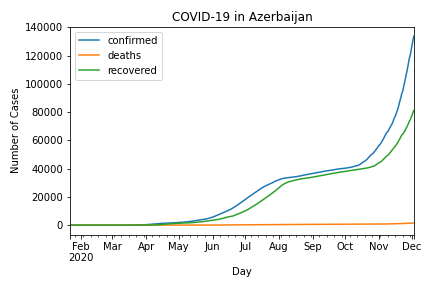 COVID-19 in Azerbaijan
Number of Cases
140000
120000
100000
80000
60000
40000
20000
0
confirmed
deaths
recovered
Feb Mar Apr May Jun Jul Aug Sep Oct Nov Dec
2020
Day